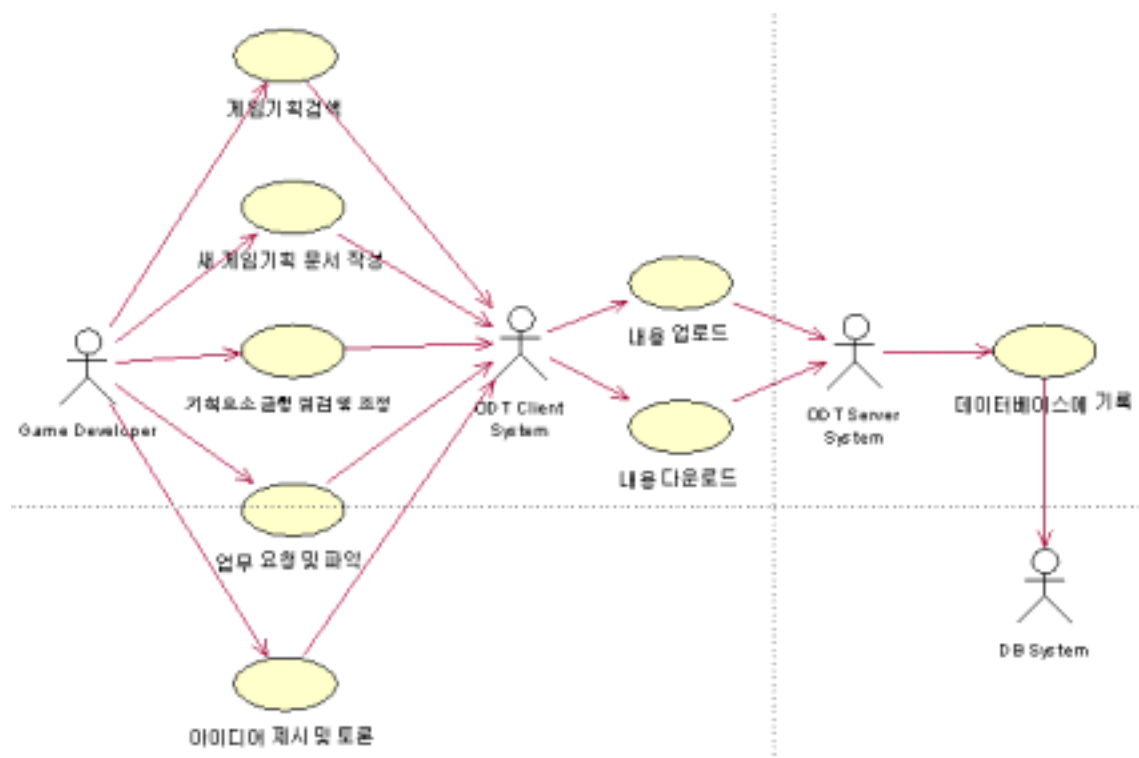 게임기획검색
새 게임기획 문서 작성
기획요소 균형 점검 및 조정
Game Developer
업무 요청 및 파악
아이디어 제시 및 토론
ODT Client
System
내용 업로드
내용 다운로드
ODT Server
System
데이터베이스에 기록
DB System